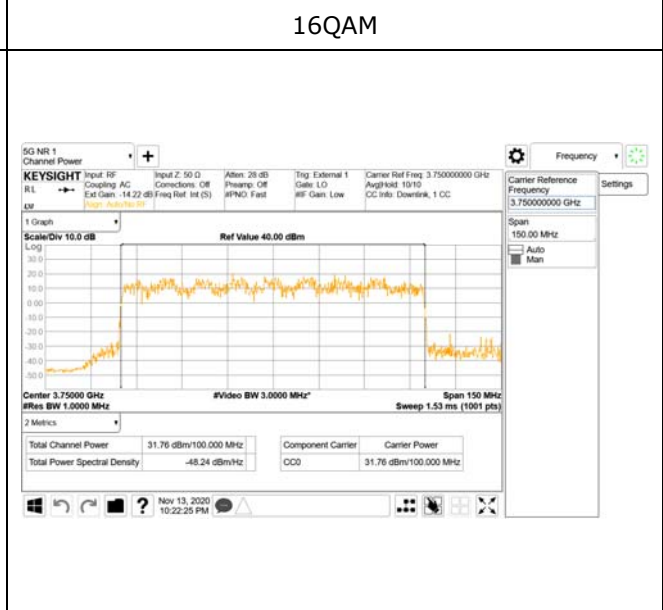 16QAM
5G NR 1
Channel Power
+
KEYSIGHT
RL
Input: RF
Coupling: AC
Ext Gain: -14.22 dB
Align: Auto/No RF
Input Z: 50 Ω
Corrections: Off
Freq Ref: Int (S)
Atten: 28 dB
Preamp: Off
#PNO: Fast
Trig: External 1
Gate: LO
#IF Gain: Low
Carrier Ref Freq: 3.750000000 GHz
Avg|Hold: 10/10
CC Info: Downlink, 1 CC
1 Graph
Scale/Div 10.0 dB
Ref Value 40.00 dBm
Log
30.0
20.0
10.0
0.00
-10.0
-20.0
-30.0
-40.0
-50.0
Center 3.75000 GHz
#Video BW 3.0000 MHz*
Span 150 MHz
#Res BW 1.0000 MHz
Sweep 1.53 ms (1001 pts)
2 Metrics
Total Channel Power 31.76 dBm/100.000 MHz
Total Power Spectral Density -48.24 dBm/Hz
Component Carrier Carrier Power
CC0 31.76 dBm/100.000 MHz
? Nov 13, 2020
10:22:25 PM
Frequency
Carrier Reference
Frequency
3.750000000 GHz
Settings
Span
150.00 MHz
Auto
Man